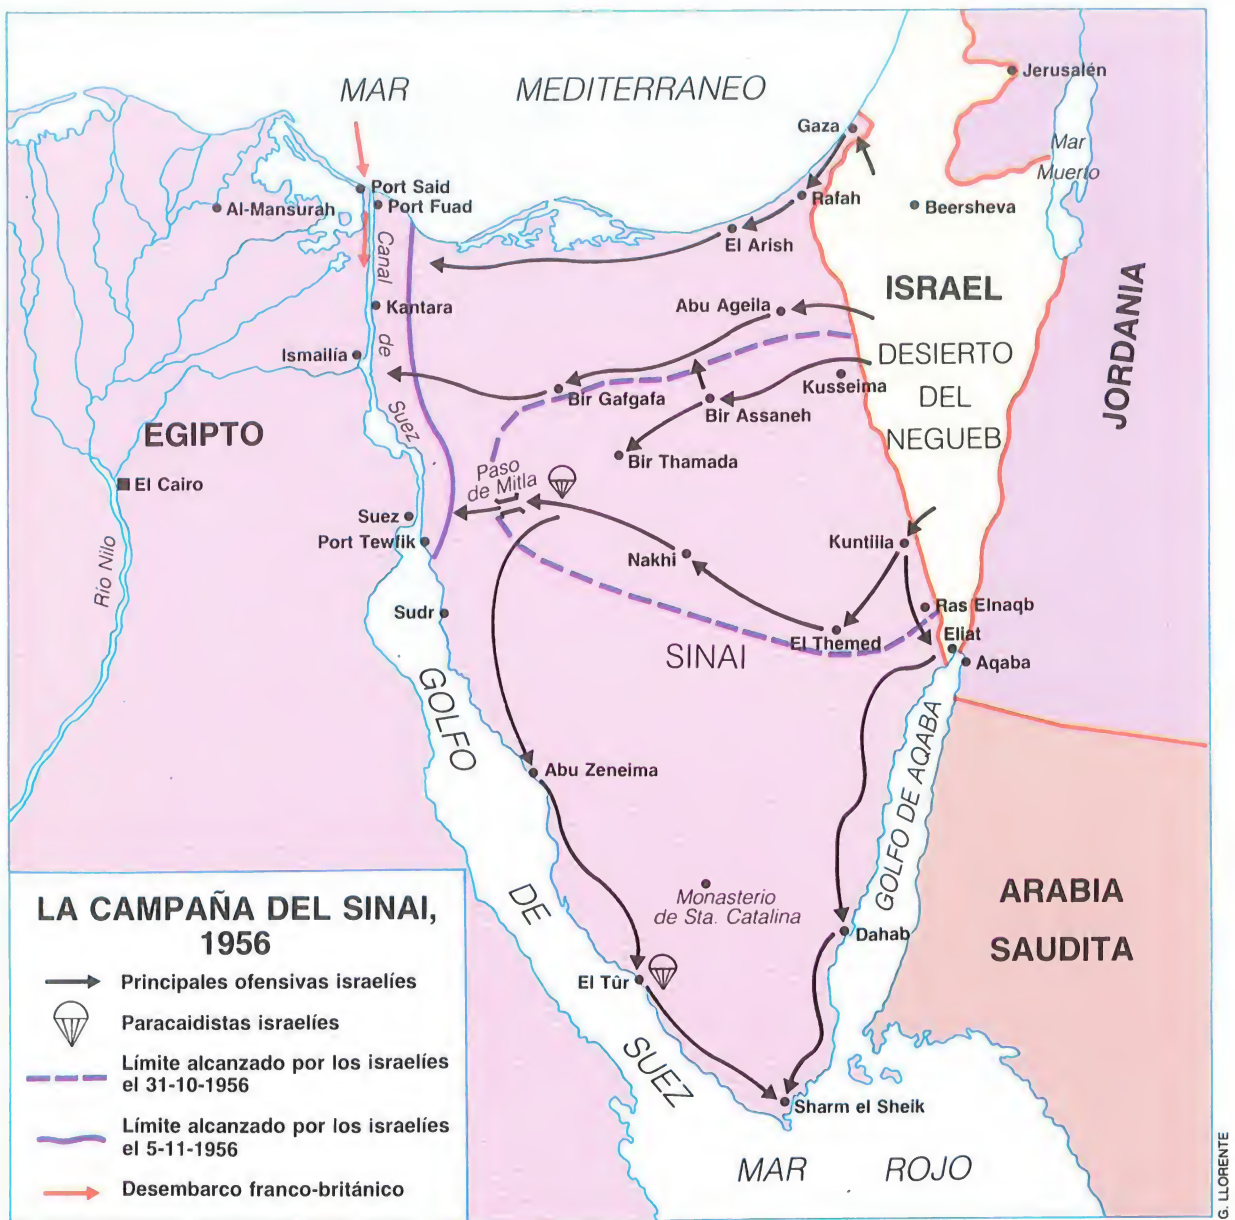 MAR MEDITERRANEO
Jerusalén
Gaza
Mar
Muerto
Port Said
Port Fuad
Al-Mansurah
Rafah
Beersheva
El Arish
Canal de Suez
ISRAEL
Abu Ageila
Kantara
Ismailía
DESIERTO
DEL
NEGUEB
Kusseima
Bir Gafgafa
Bir Assaneh
JORDANIA
EGIPTO
Bir Thamada
Paso
de Mitla
El Cairo
Suez
Port Tewfik
Kuntilla
Nakhl
Río Nilo
Sudr
Ras Elnaqb
El Themed
Eliat
SINAI
Aqaba
GOLFO DE SUEZ
GOLFO DE AQABA
Abu Zeneima
Monasterio
de Sta. Catalina
ARABIA
SAUDITA
Dahab
El Tûr
Sharm el Sheik
MAR ROJO
LA CAMPAÑA DEL SINAI,
1956
Principales ofensivas israelíes
Paracaidistas israelíes
Límite alcanzado por los israelíes
el 31-10-1956
Límite alcanzado por los israelíes
el 5-11-1956
Desembarco franco-británico
G. LLORENTE